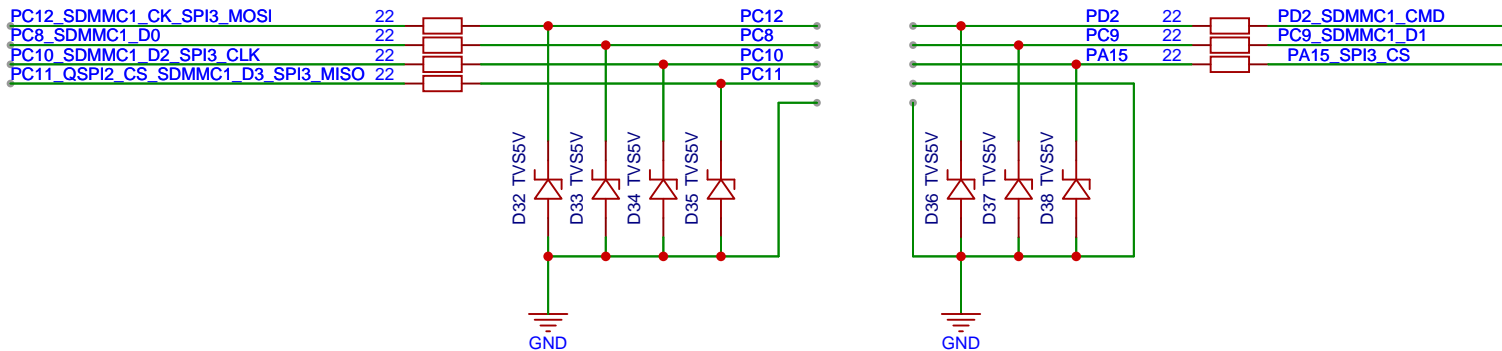 PC12_SDMMC1_CK_SPI3_MOSI 22 PC12 PD2 22 PD2_SDMMC1_CMD
PC8_SDMMC1_D0 22 PC8 PC9 22 PC9_SDMMC1_D1
PC10_SDMMC1_D2_SPI3_CLK 22 PC10 PA15 22 PA15_SPI3_CS
PC11_QSPI2_CS_SDMMC1_D3_SPI3_MISO 22 PC11
D32 TVS5V
D33 TVS5V
D34 TVS5V
D35 TVS5V
D36 TVS5V
D37 TVS5V
D38 TVS5V
GND GND